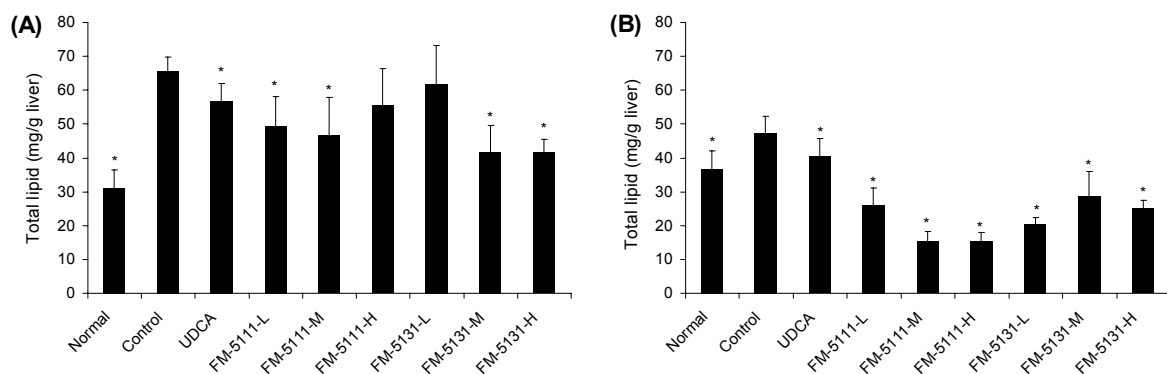 (A)
Total lipid (mg/g liver)
80
70
60
50
40
30
20
10
0
*
*
*
*
*
*
Normal
Control
UDCA
FM-5111-L
FM-5111-M
FM-5111-H
FM-5131-L
FM-5131-M
FM-5131-H
(B)
Total lipid (mg/g liver)
80
70
60
50
40
30
20
10
0
*
*
*
*
*
*
*
*
Normal
Control
UDCA
FM-5111-L
FM-5111-M
FM-5111-H
FM-5131-L
FM-5131-M
FM-5131-H